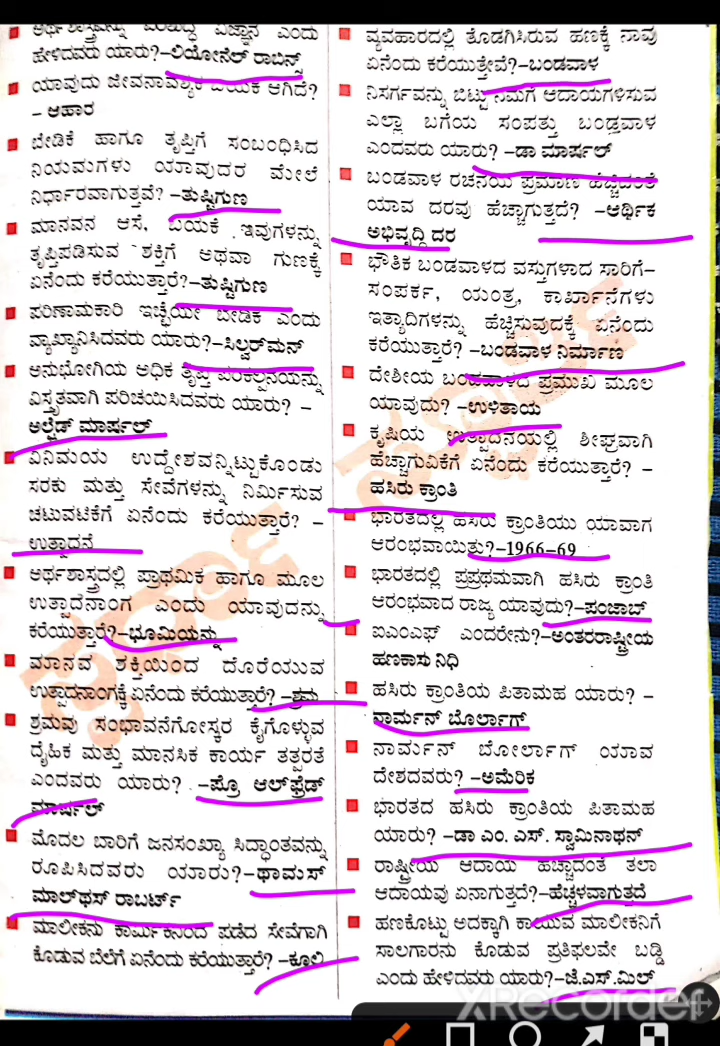 ಅರ್ಥಶಾಸ್ತ್ರವನ್ನು ವಿಶುದ್ಧ ವಿಜ್ಞಾನ ಎಂದು
ಹೇಳಿದವರು ಯಾರು?–ಲಿಯೋನೆಲ್ ರಾಬಿನ್ಸ್
ಯಾವುದು ಜೀವನಾವಶ್ಯಕ ಬಯಕೆ ಆಗಿದೆ?
– ಆಹಾರ
ಬೇಡಿಕೆ ಹಾಗೂ ತೃಪ್ತಿಗೆ ಸಂಬಂಧಿಸಿದ
ನಿಯಮಗಳು ಯಾವುದರ ಮೇಲೆ
ನಿರ್ಧಾರವಾಗುತ್ತವೆ? –ತುಷ್ಟಿಗುಣ
ಮಾನವನ ಆಸೆ, ಬಯಕೆ ಇವುಗಳನ್ನು
ತೃಪ್ತಿಪಡಿಸುವ ಶಕ್ತಿಗೆ ಅಥವಾ ಗುಣಕ್ಕೆ
ಏನೆಂದು ಕರೆಯುತ್ತಾರೆ?–ತುಷ್ಟಿಗುಣ
ಪರಿಣಾಮಕಾರಿ ಇಚ್ಛೆಯೇ ಬೇಡಿಕೆ ಎಂದು
ವ್ಯಾಖ್ಯಾನಿಸಿದವರು ಯಾರು?–ಸಿಲ್ವರ್‌ಮನ್
ಅನುಭೋಗಿಯ ಅಧಿಕ ತೃಪ್ತಿ ಪರಿಕಲ್ಪನೆಯನ್ನು
ವಿಸ್ತೃತವಾಗಿ ಪರಿಚಯಿಸಿದವರು ಯಾರು? –
ಅಲ್ಫ್ರೆಡ್ ಮಾರ್ಷಲ್
ವಿನಿಮಯ ಉದ್ದೇಶವನ್ನಿಟ್ಟುಕೊಂಡು
ಸರಕು ಮತ್ತು ಸೇವೆಗಳನ್ನು ನಿರ್ಮಿಸುವ
ಚಟುವಟಿಕೆಗೆ ಏನೆಂದು ಕರೆಯುತ್ತಾರೆ? –
ಉತ್ಪಾದನೆ
ಅರ್ಥಶಾಸ್ತ್ರದಲ್ಲಿ ಪ್ರಾಥಮಿಕ ಹಾಗೂ ಮೂಲ
ಉತ್ಪಾದನಾಂಗ ಎಂದು ಯಾವುದನ್ನು
ಕರೆಯುತ್ತಾರೆ?–ಭೂಮಿಯನ್ನು
ಮಾನವ ಶಕ್ತಿಯಿಂದ ದೊರೆಯುವ
ಉತ್ಪಾದನಾಂಗಕ್ಕೆ ಏನೆಂದು ಕರೆಯುತ್ತಾರೆ? –ಶ್ರಮ
ಶ್ರಮವು ಸಂಭಾವನೆಗೋಸ್ಕರ ಕೈಗೊಳ್ಳುವ
ದೈಹಿಕ ಮತ್ತು ಮಾನಸಿಕ ಕಾರ್ಯ ತತ್ಪರತೆ
ಎಂದವರು ಯಾರು? –ಪ್ರೊ ಆಲ್‌ಫ್ರೆಡ್
ಮಾರ್ಷಲ್
ಮೊದಲ ಬಾರಿಗೆ ಜನಸಂಖ್ಯಾ ಸಿದ್ಧಾಂತವನ್ನು
ರೂಪಿಸಿದವರು ಯಾರು?–ಥಾಮಸ್
ಮಾಲ್‌ಥಸ್ ರಾಬರ್ಟ್
ಮಾಲೀಕನು ಕಾರ್ಮಿಕನಿಂದ ಪಡೆದ ಸೇವೆಗಾಗಿ
ಕೊಡುವ ಬೆಲೆಗೆ ಏನೆಂದು ಕರೆಯುತ್ತಾರೆ? –ಕೂಲಿ
ವ್ಯವಹಾರದಲ್ಲಿ ತೊಡಗಿಸಿರುವ ಹಣಕ್ಕೆ ನಾವು
ಏನೆಂದು ಕರೆಯುತ್ತೇವೆ?–ಬಂಡವಾಳ
ನಿಸರ್ಗವನ್ನು ಬಿಟ್ಟು ನಮಗೆ ಆದಾಯಗಳಿಸುವ
ಎಲ್ಲಾ ಬಗೆಯ ಸಂಪತ್ತು ಬಂಡವಾಳ
ಎಂದವರು ಯಾರು? –ಡಾ ಮಾರ್ಷಲ್
ಬಂಡವಾಳ ರಚನೆಯ ಪ್ರಮಾಣ ಹೆಚ್ಚಿದಂತೆ
ಯಾವ ದರವು ಹೆಚ್ಚಾಗುತ್ತದೆ? –ಆರ್ಥಿಕ
ಅಭಿವೃದ್ಧಿ ದರ
ಭೌತಿಕ ಬಂಡವಾಳದ ವಸ್ತುಗಳಾದ ಸಾರಿಗೆ–
ಸಂಪರ್ಕ, ಯಂತ್ರ, ಕಾರ್ಖಾನೆಗಳು
ಇತ್ಯಾದಿಗಳನ್ನು ಹೆಚ್ಚಿಸುವುದಕ್ಕೆ ಏನೆಂದು
ಕರೆಯುತ್ತಾರೆ? –ಬಂಡವಾಳ ನಿರ್ಮಾಣ
ದೇಶೀಯ ಬಂಡವಾಳದ ಪ್ರಮುಖ ಮೂಲ
ಯಾವುದು? –ಉಳಿತಾಯ
ಕೃಷಿಯ ಉತ್ಪಾದನೆಯಲ್ಲಿ ಶೀಘ್ರವಾಗಿ
ಹೆಚ್ಚಾಗುವಿಕೆಗೆ ಏನೆಂದು ಕರೆಯುತ್ತಾರೆ? –
ಹಸಿರು ಕ್ರಾಂತಿ
ಭಾರತದಲ್ಲಿ ಹಸಿರು ಕ್ರಾಂತಿಯು ಯಾವಾಗ
ಆರಂಭವಾಯಿತು?–1966–69
ಭಾರತದಲ್ಲಿ ಪ್ರಪ್ರಥಮವಾಗಿ ಹಸಿರು ಕ್ರಾಂತಿ
ಆರಂಭವಾದ ರಾಜ್ಯ ಯಾವುದು?–ಪಂಜಾಬ್
ಐಎಂಎಫ್ ಎಂದರೇನು?–ಅಂತರರಾಷ್ಟ್ರೀಯ
ಹಣಕಾಸು ನಿಧಿ
ಹಸಿರು ಕ್ರಾಂತಿಯ ಪಿತಾಮಹ ಯಾರು? –
ನಾರ್ಮನ್ ಬೊರ್ಲಾಗ್
ನಾರ್ಮನ್ ಬೋರ್ಲಾಗ್ ಯಾವ
ದೇಶದವರು? –ಅಮೆರಿಕ
ಭಾರತದ ಹಸಿರು ಕ್ರಾಂತಿಯ ಪಿತಾಮಹ
ಯಾರು? –ಡಾ ಎಂ. ಎಸ್. ಸ್ವಾಮಿನಾಥನ್
ರಾಷ್ಟ್ರೀಯ ಆದಾಯ ಹೆಚ್ಚಾದಂತೆ ತಲಾ
ಆದಾಯವು ಏನಾಗುತ್ತದೆ?–ಹೆಚ್ಚಳವಾಗುತ್ತದೆ
ಹಣಕೊಟ್ಟು ಅದಕ್ಕಾಗಿ ಕಾಯುವ ಮಾಲೀಕನಿಗೆ
ಸಾಲಗಾರನು ಕೊಡುವ ಪ್ರತಿಫಲವೇ ಬಡ್ಡಿ
ಎಂದು ಹೇಳಿದವರು ಯಾರು?–ಜೆ.ಎಸ್.ಮಿಲ್
XRecorder
ಸ್ಪರ್ಧಾ